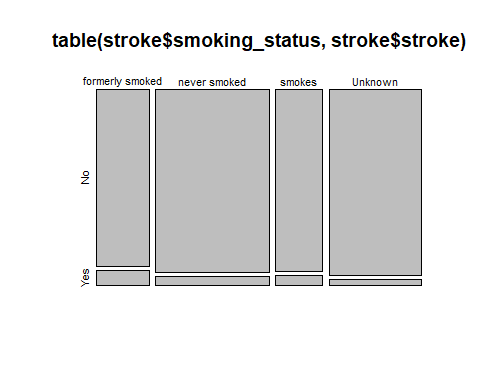 table(stroke$smoking_status, stroke$stroke)
formerly smoked never smoked smokes Unknown
No
Yes